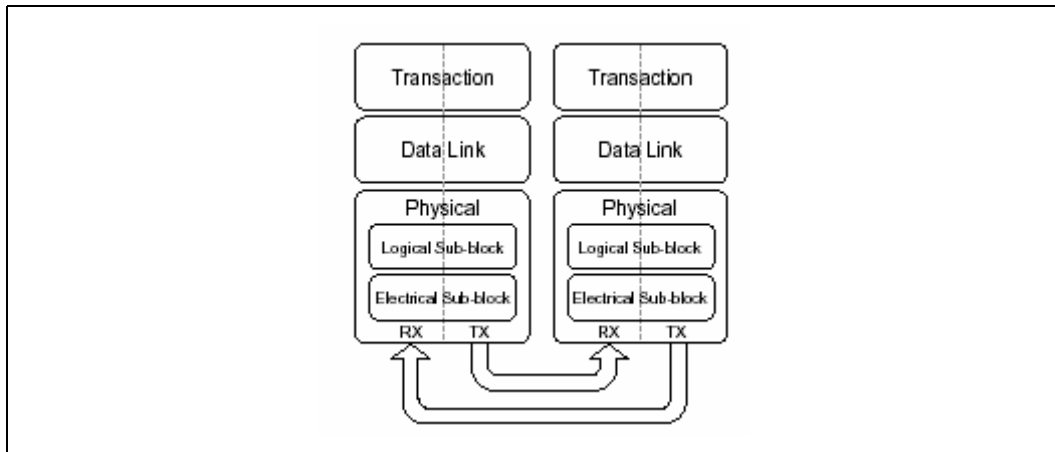 Transaction
Transaction
Data Link
Data Link
Physical
Physical
Logical Sub-block
Logical Sub-block
Electrical Sub-block
Electrical Sub-block
RX TX
RX TX